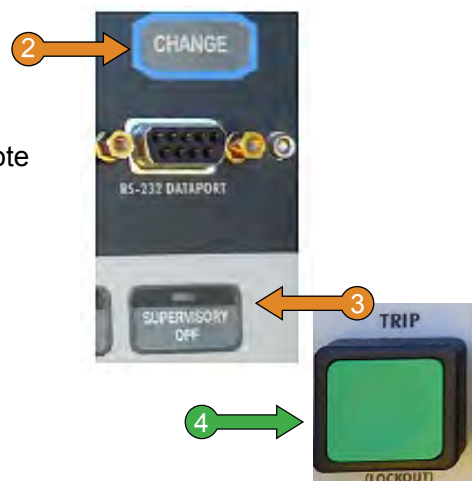 2
CHANGE
ote
RS-232 DATAPORT
3
SUPERVISORY
OFF
TRIP
4
(LOCKOUT)